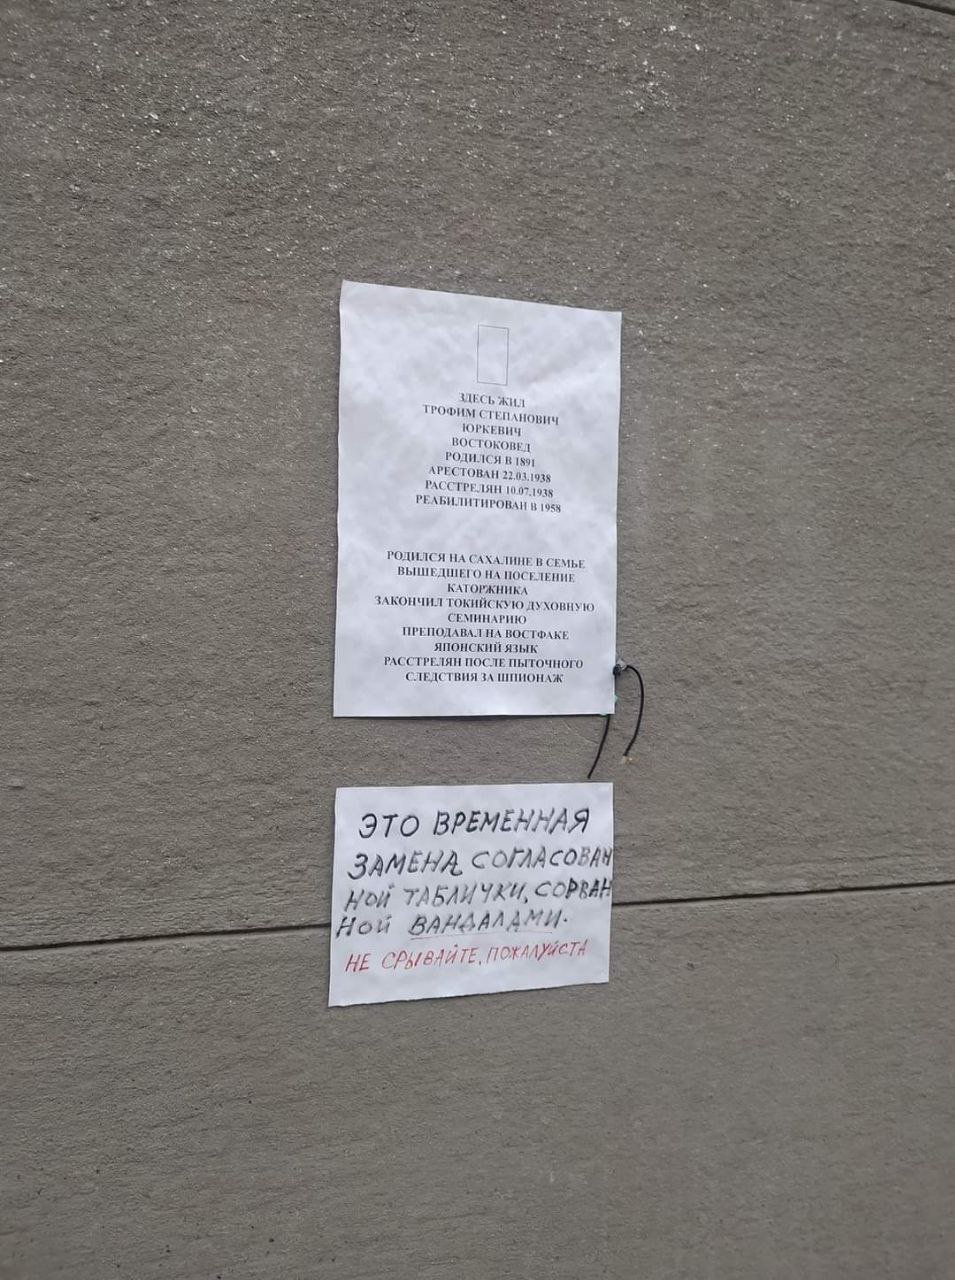 ЗДЕСЬ ЖИЛ
ТРОФИМ СТЕПАНОВИЧ
ЮРКЕВИЧ
ВОСТОКОВЕД
РОДИЛСЯ В 1891
АРЕСТОВАН 22.03.1938
РАССТРЕЛЯН 10.07.1938
РЕАБИЛИТИРОВАН В 1958
РОДИЛСЯ НА САХАЛИНЕ В СЕМЬЕ
ВЫШЕДШЕГО НА ПОСЕЛЕНИЕ
КАТОРЖНИКА
ЗАКОНЧИЛ ТОКИЙСКУЮ ДУХОВНУЮ
СЕМИНАРИЮ
ПРЕПОДАВАЛ НА ВОСТФАКЕ
ЯПОНСКИЙ ЯЗЫК
РАССТРЕЛЯН ПОСЛЕ ПЫТОЧНОГО
СЛЕДСТВИЯ ЗА ШПИОНАЖ
ЭТО ВРЕМЕННАЯ
ЗАМЕНА СОГЛАСОВАН
НОЙ ТАБЛИЧКИ, СОРВАН
НОЙ ВАНДАЛАМИ.
НЕ СРЫВАЙТЕ, ПОЖАЛУЙСТА